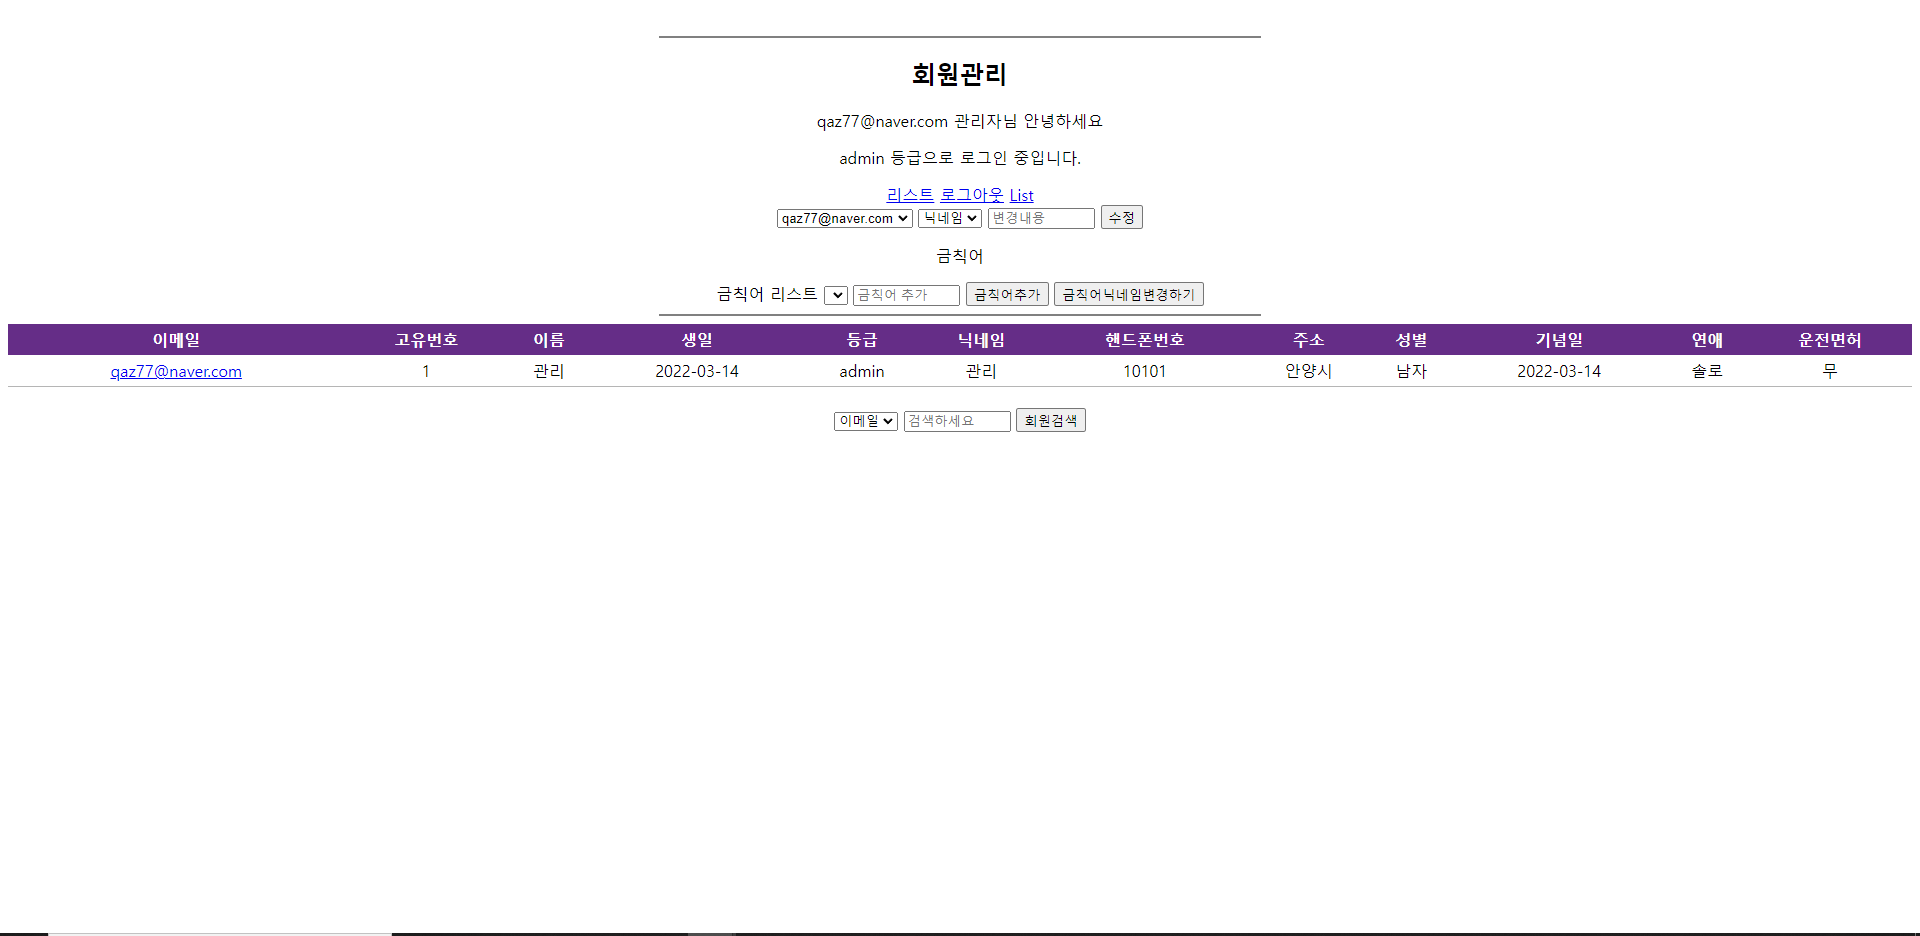 회원관리
qaz77@naver.com 관리자님 안녕하세요
admin 등급으로 로그인 중입니다.
리스트 로그아웃 List
qaz77@naver.com 닉네임 변경내용 수정
금칙어
금칙어 리스트 금칙어 추가 금칙어추가 금칙어닉네임변경하기
이메일 고유번호 이름 생일 등급 닉네임 핸드폰번호 주소 성별 기념일 연애 운전면허
qaz77@naver.com 1 관리 2022-03-14 admin 관리 10101 안양시 남자 2022-03-14 솔로 무
이메일 검색하세요 회원검색